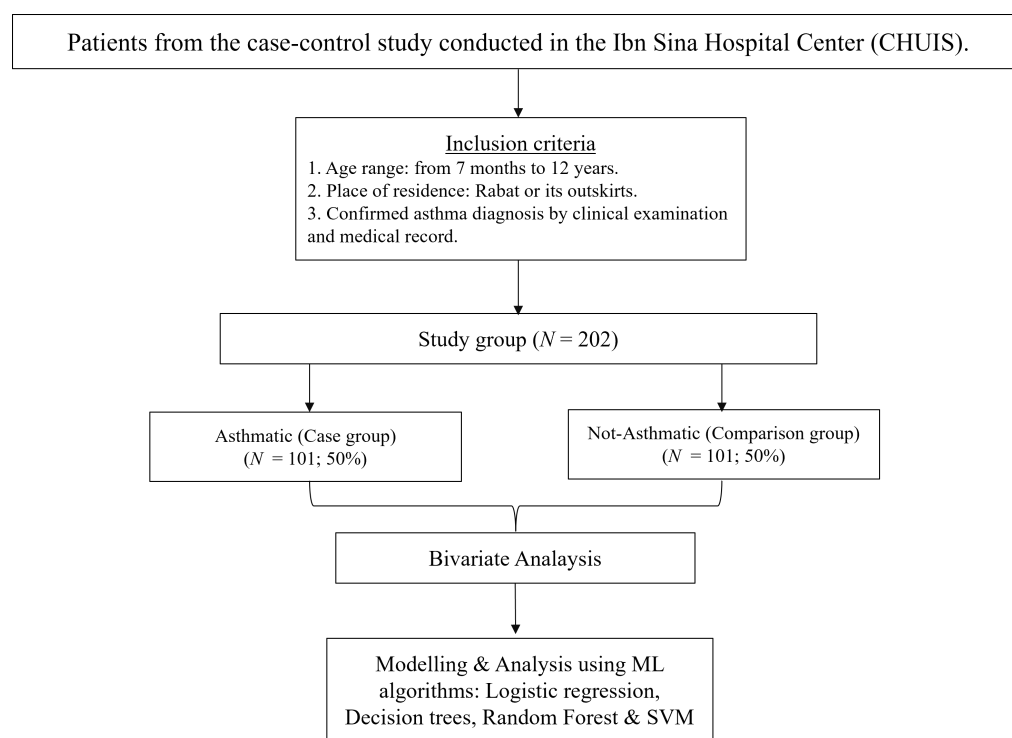 Patients from the case-control study conducted in the Ibn Sina Hospital Center (CHUIS).
Inclusion criteria
1. Age range: from 7 months to 12 years.
2. Place of residence: Rabat or its outskirts.
3. Confirmed asthma diagnosis by clinical examination
and medical record.
Study group (N = 202)
Asthmatic (Case group)
(N = 101; 50%)
Not-Asthmatic (Comparison group)
(N = 101; 50%)
Bivariate Analaysis
Modelling & Analysis using ML
algorithms: Logistic regression,
Decision trees, Random Forest & SVM